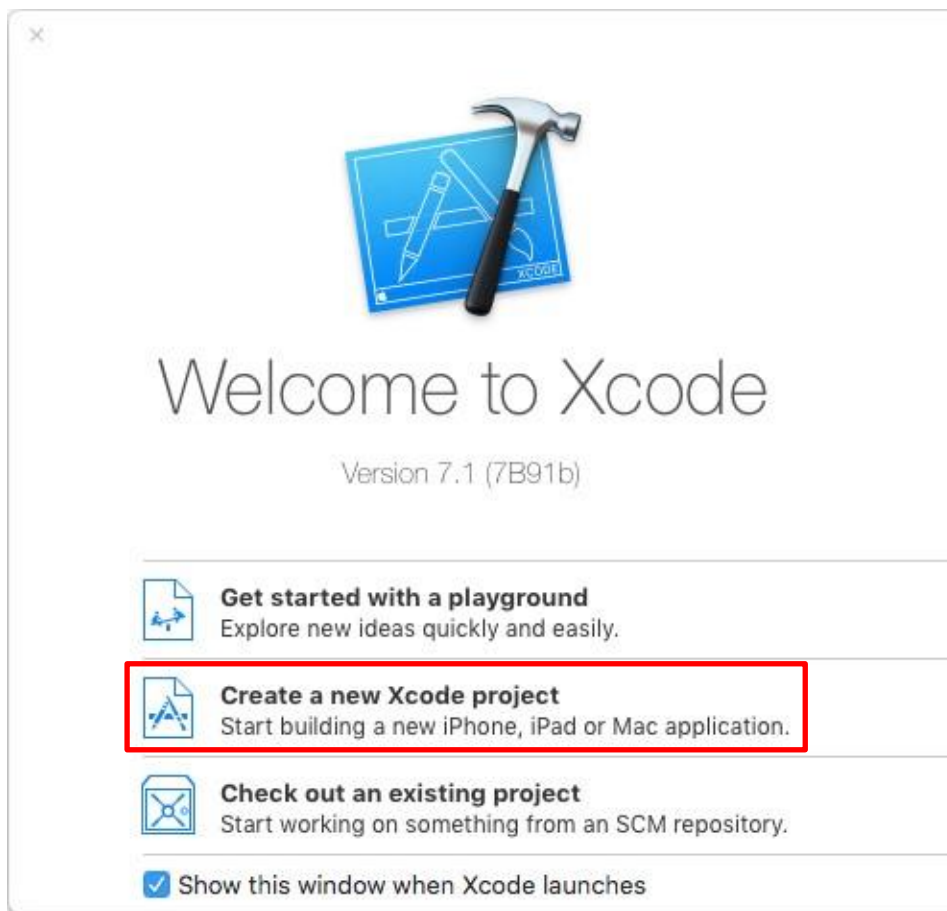 XCODE
Welcome to Xcode
Version 7.1 (7B91b)
Get started with a playground
Explore new ideas quickly and easily.
Create a new Xcode project
Start building a new iPhone, iPad or Mac application.
Check out an existing project
Start working on something from an SCM repository.
Show this window when Xcode launches